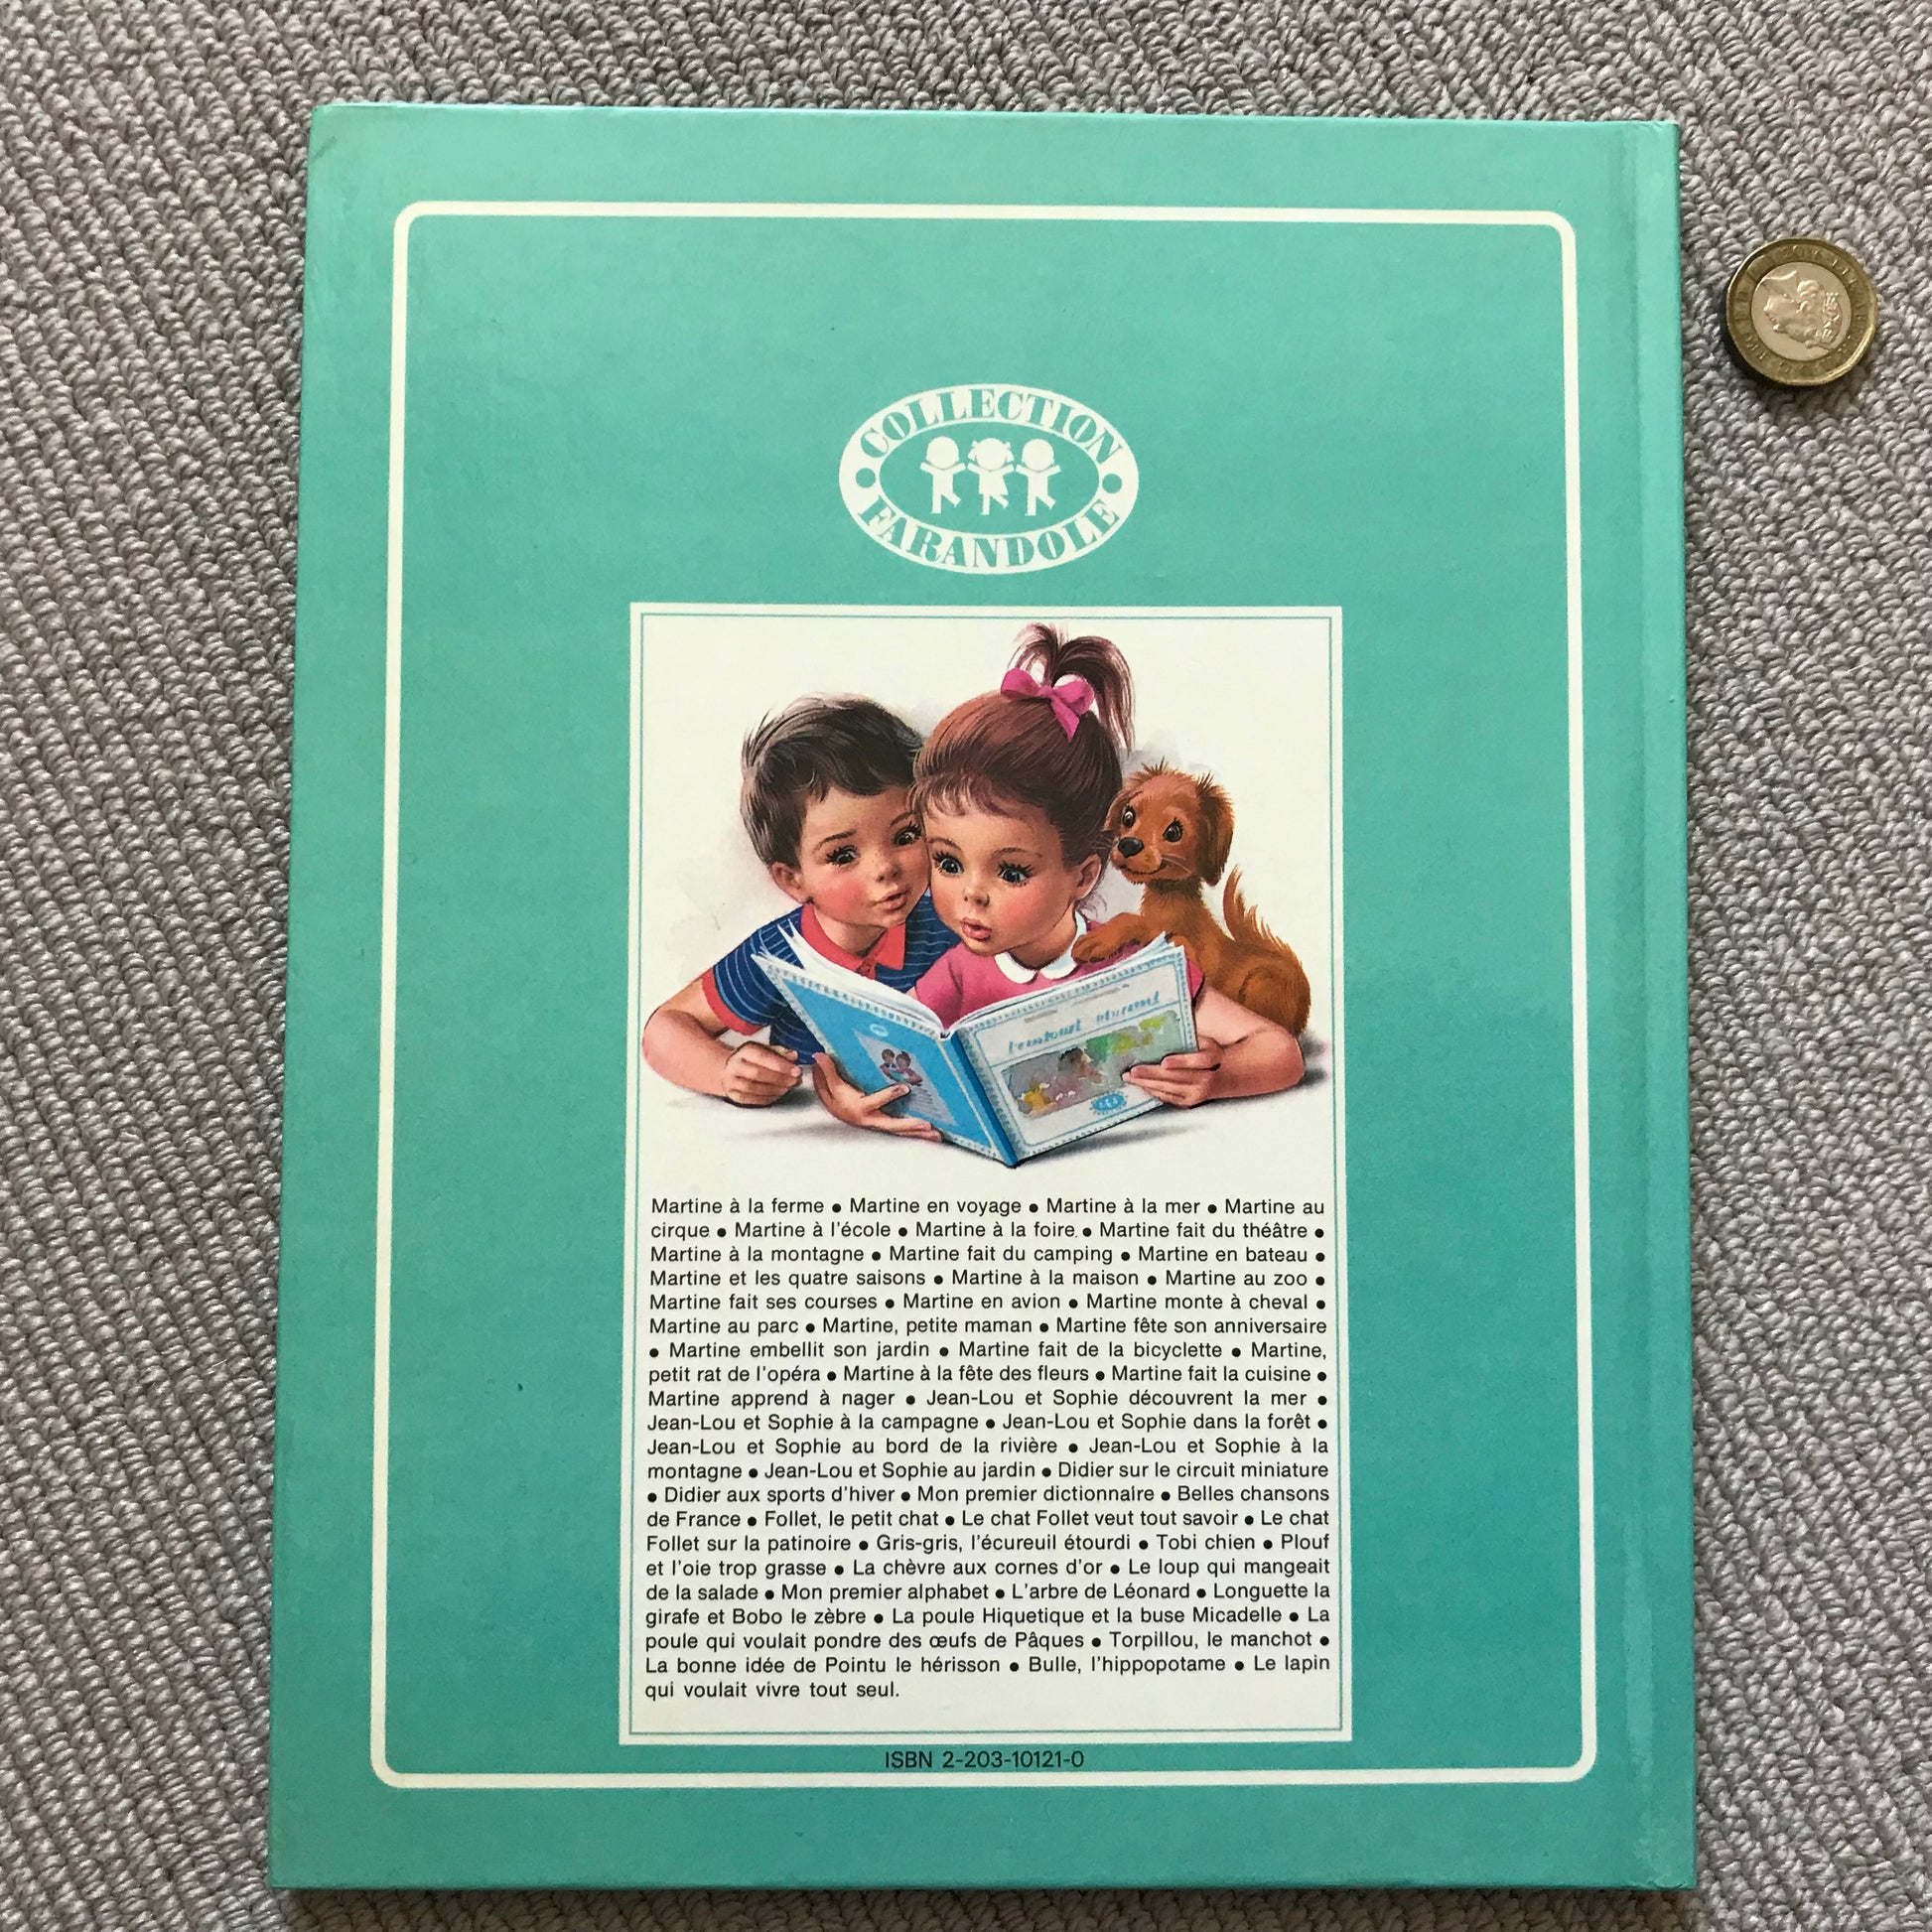 COLLECTION
FARANDOLE
Martine à la ferme • Martine en voyage • Martine à la mer • Martine au
cirque • Martine à l'école • Martine à la foire • Martine fait du théâtre •
Martine à la montagne • Martine fait du camping • Martine en bateau •
Martine et les quatre saisons • Martine à la maison • Martine au zoo •
Martine fait ses courses • Martine en avion • Martine monte à cheval •
Martine au parc • Martine, petite maman • Martine fête son anniversaire
• Martine embellit son jardin • Martine fait de la bicyclette • Martine,
petit rat de l'opéra • Martine à la fête des fleurs • Martine fait la cuisine •
Martine apprend à nager • Jean-Lou et Sophie découvrent la mer •
Jean-Lou et Sophie à la campagne • Jean-Lou et Sophie dans la forêt •
Jean-Lou et Sophie au bord de la rivière • Jean-Lou et Sophie à la
montagne • Jean-Lou et Sophie au jardin • Didier sur le circuit miniature
• Didier aux sports d'hiver • Mon premier dictionnaire • Belles chansons
de France • Follet, le petit chat • Le chat Follet veut tout savoir • Le chat
Follet sur la patinoire • Gris-gris, l'écureuil étourdi • Tobi chien • Plouf
et l'oie trop grasse • La chèvre aux cornes d'or • Le loup qui mangeait
de la salade • Mon premier alphabet • L'arbre de Léonard • Longuette la
girafe et Bobo le zèbre • La poule Hiquetique et la buse Micadelle • La
poule qui voulait pondre des œufs de Pâques • Torpillou, le manchot •
La bonne idée de Pointu le hérisson • Bulle, l'hippopotame • Le lapin
qui voulait vivre tout seul.
ISBN 2-203-10121-0